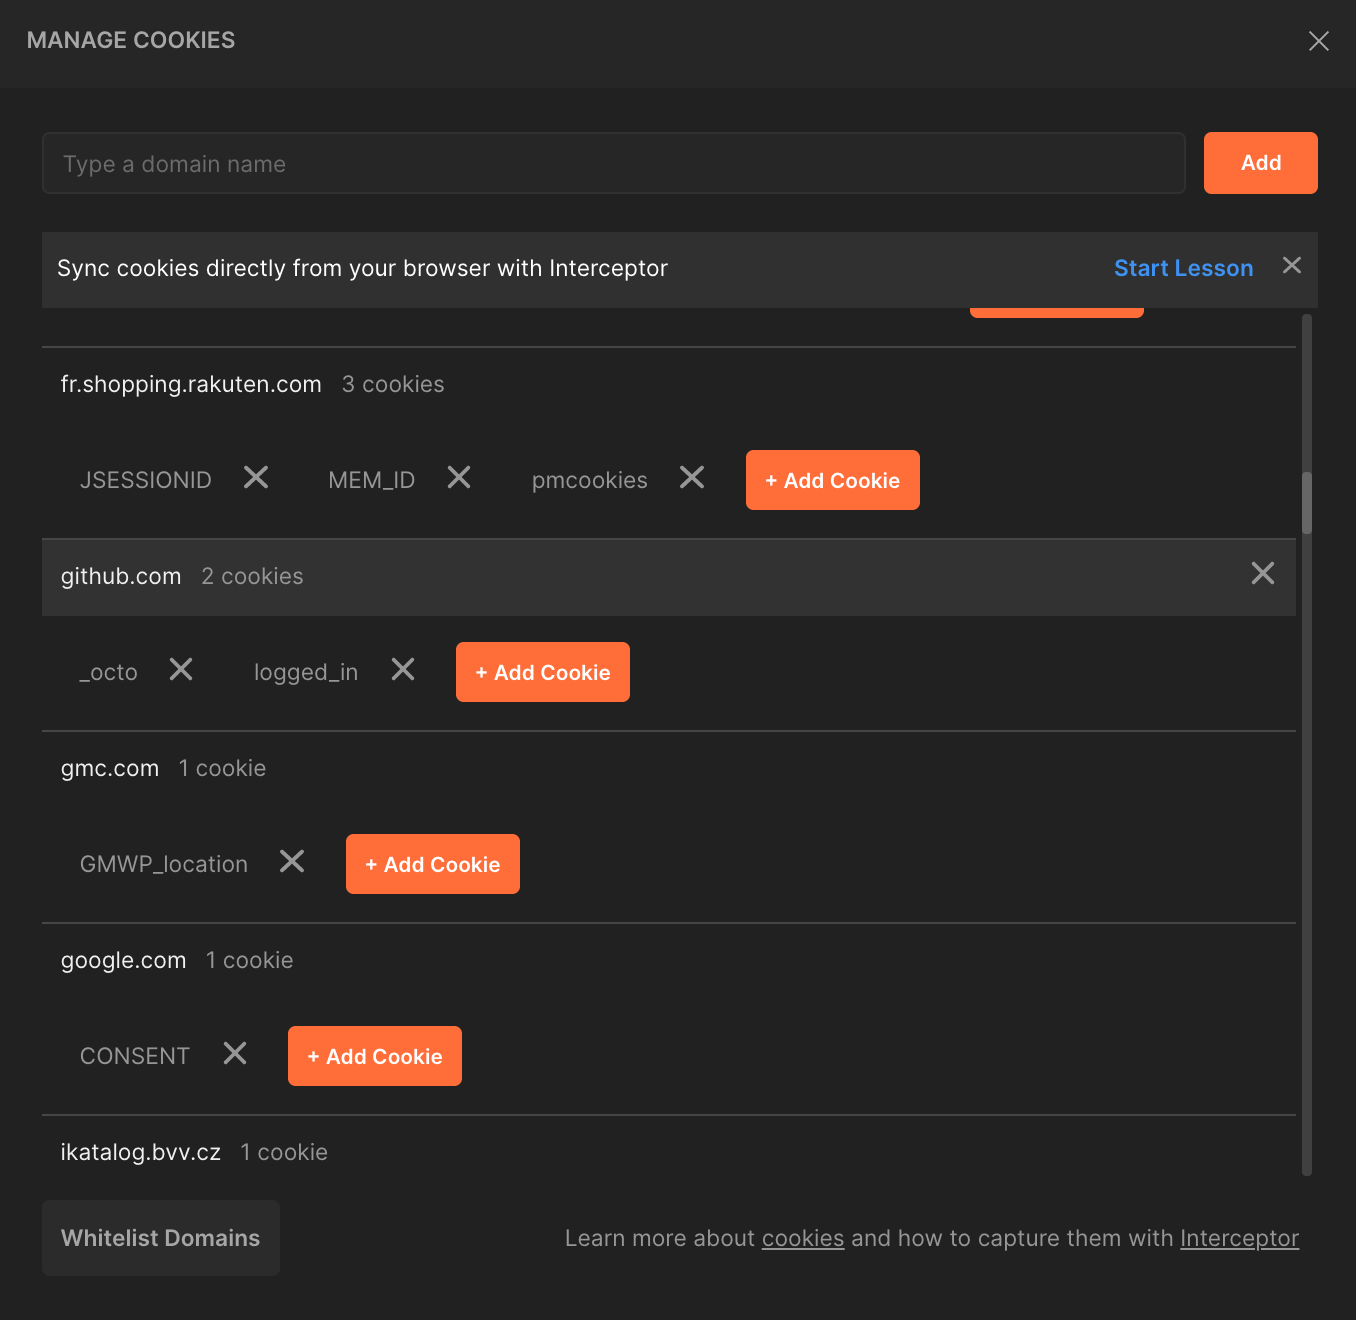 MANAGE COOKIES
Type a domain name
Add
Sync cookies directly from your browser with Interceptor
Start Lesson
fr.shopping.rakuten.com 3 cookies
JSESSIONID MEM_ID pmcookies + Add Cookie
github.com 2 cookies
_octo logged_in + Add Cookie
gmc.com 1 cookie
GMWP_location + Add Cookie
google.com 1 cookie
CONSENT + Add Cookie
ikatalog.bvv.cz 1 cookie
Whitelist Domains
Learn more about cookies and how to capture them with Interceptor